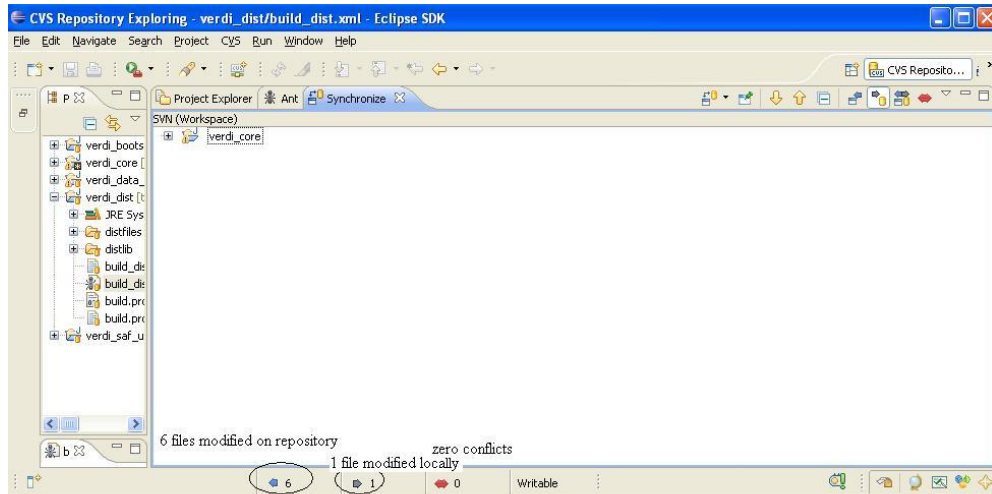 CVS Repository Exploring - verdi_dist/build_dist.xml - Eclipse SDK
File Edit Navigate Search Project CVS Run Window Help
CVS Reposito...
P
Project Explorer Ant Synchronize
SVN (Workspace)
verdi_core
verdi_boots
verdi_core [
verdi_data_
verdi_dist [t
JRE Sys
distfiles
distlib
build_dis
build_dis
build.pro
build.pro
verdi_saf_u
b
6 files modified on repository
1 file modified locally
zero conflicts
6
1
0
Writable